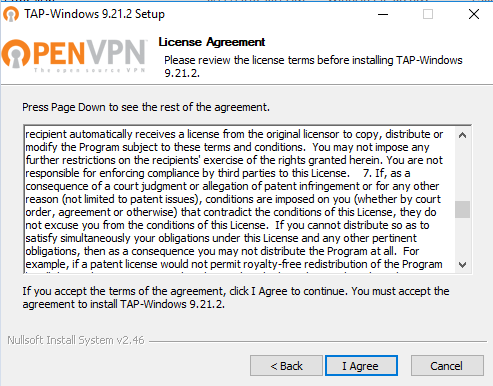 TAP-Windows 9.21.2 Setup
OPENVPN
The open source VPN
License Agreement
Please review the license terms before installing TAP-Windows
9.21.2.
Press Page Down to see the rest of the agreement.
recipient automatically receives a license from the original licensor to copy, distribute or
modify the Program subject to these terms and conditions.  You may not impose any
further restrictions on the recipients' exercise of the rights granted herein. You are not
responsible for enforcing compliance by third parties to this License.    7. If, as a
consequence of a court judgment or allegation of patent infringement or for any other
reason (not limited to patent issues), conditions are imposed on you (whether by court
order, agreement or otherwise) that contradict the conditions of this License, they do
not excuse you from the conditions of this License.  If you cannot distribute so as to
satisfy simultaneously your obligations under this License and any other pertinent
obligations, then as a consequence you may not distribute the Program at all.  For
example, if a patent license would not permit royalty-free redistribution of the Program
If you accept the terms of the agreement, click I Agree to continue. You must accept the
agreement to install TAP-Windows 9.21.2.
Nullsoft Install System v2.46
< Back
I Agree
Cancel